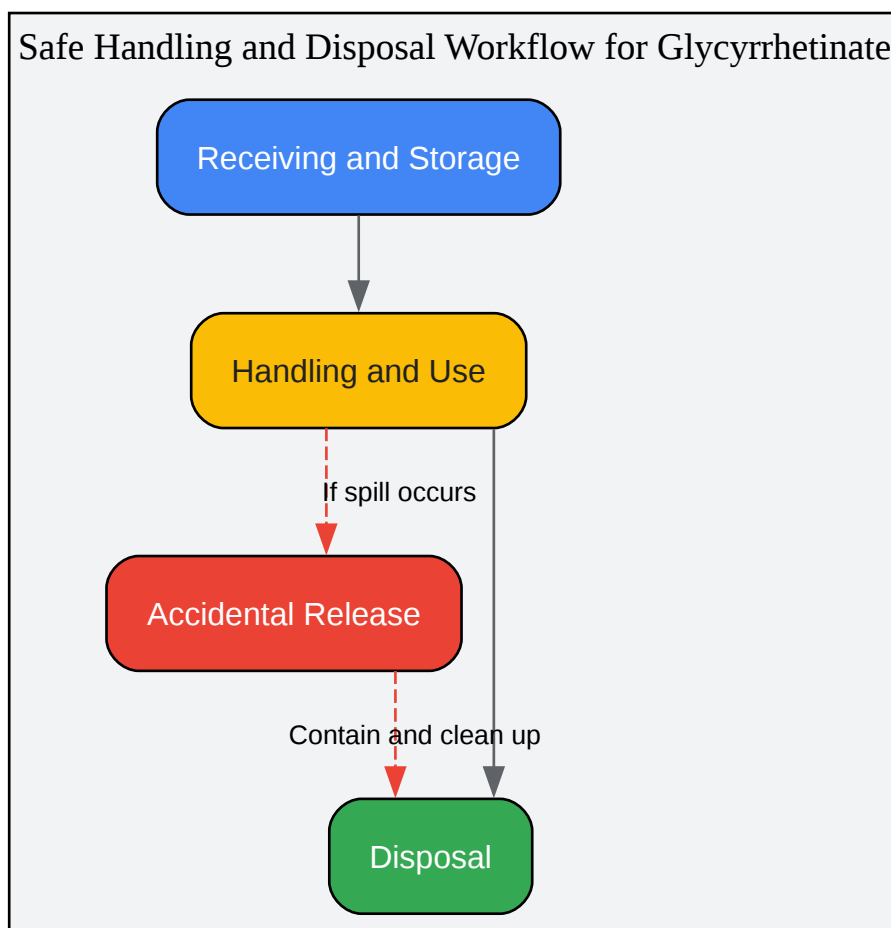 Safe Handling and Disposal Workflow for Glycyrrhetinate
Receiving and Storage
Handling and Use
If spill occurs
Accidental Release
Contain and clean up
Disposal